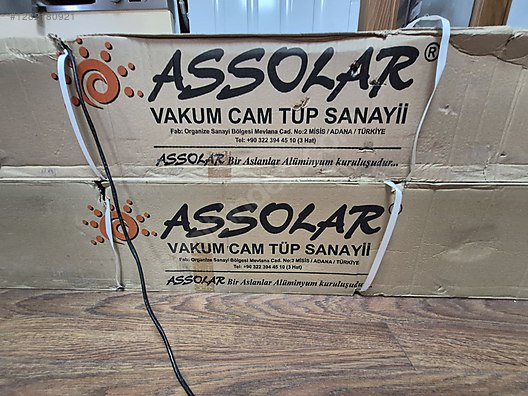 #1282780921
ASSOLAR®
VAKUM CAM TÜP SANAYİİ
Fab: Organize Sanayi Bölgesi Mevlana Cad. No:2 MİSİS / ADANA / TÜRKİYE
Tel: +90 322 394 45 10 (3 Hat)
ASSOLAR Bir Aslanlar Alüminyum kuruluşudur...
ASSOLAR
VAKUM CAM TÜP SANAYİİ
Fab: Organize Sanayi Bölgesi Mevlana Cad. No:2 MİSİS / ADANA / TÜRKİYE
Tel: +90 322 394 45 10 (3 Hat)
ASSOLAR Bir Aslanlar Alüminyum kuruluşudur